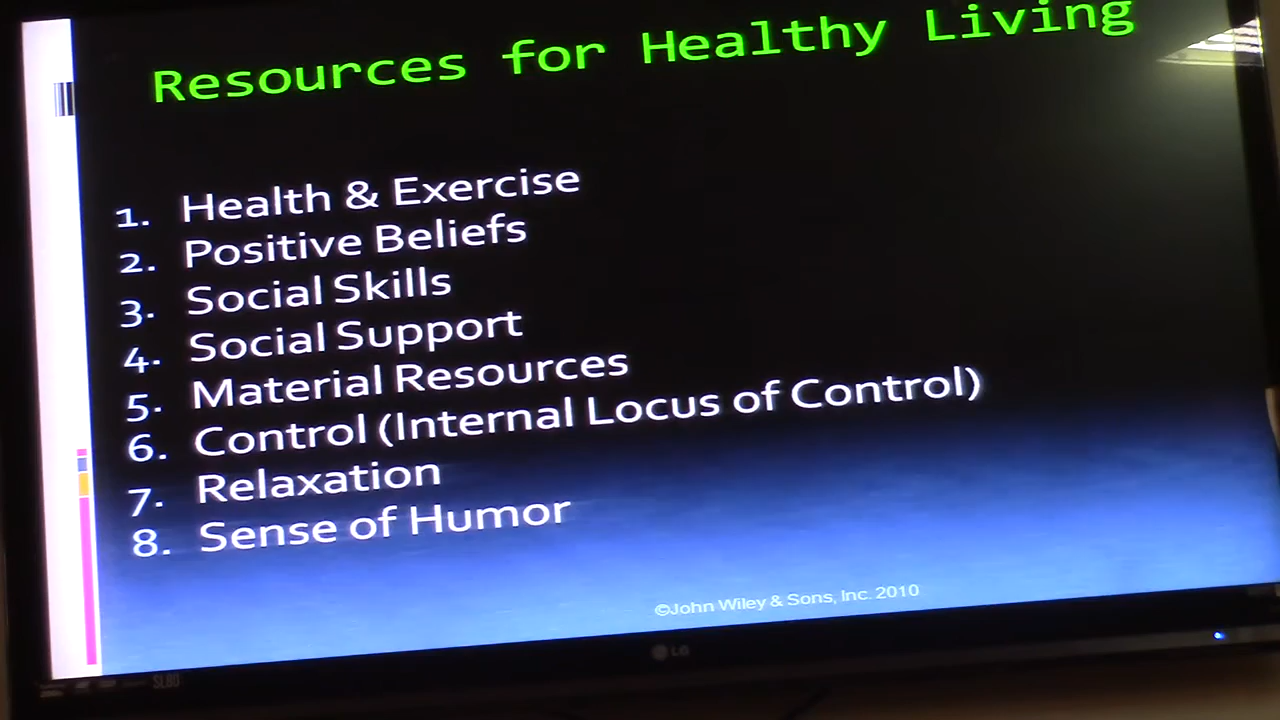 Resources for Healthy Living
1. Health & Exercise
2. Positive Beliefs
3. Social Skills
4. Social Support
5. Material Resources
6. Control (Internal Locus of Control)
7. Relaxation
8. Sense of Humor
©John Wiley & Sons, Inc. 2010
LG
SL80